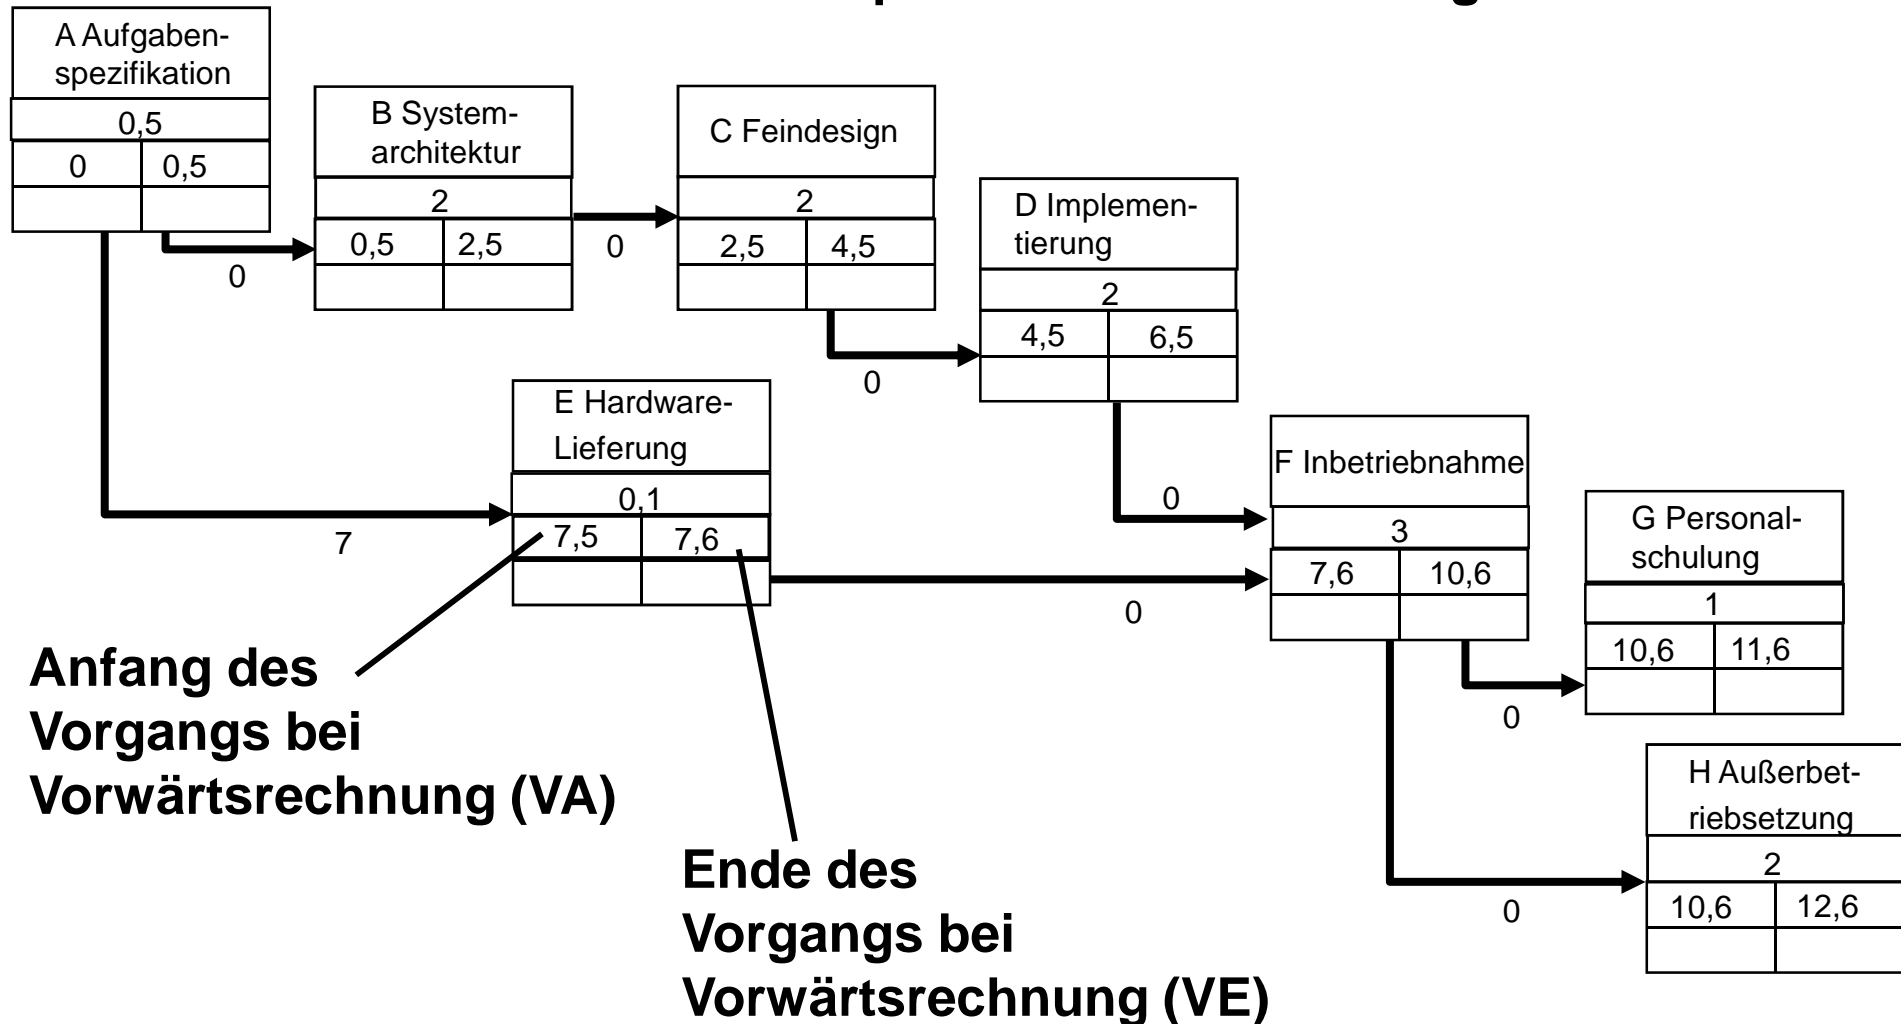 A Aufgaben-
spezifikation
0,5
0 0,5
B System-
architektur
2
0,5 2,5
C Feindesign
2
2,5 4,5
D Implemen-
tierung
2
4,5 6,5
0
0
0
E Hardware-
Lieferung
0,1
7,5 7,6
7
0
0
F Inbetriebnahme
3
7,6 10,6
G Personal-
schulung
1
10,6 11,6
0
H Außerbet-
riebsetzung
2
10,6 12,6
0
Anfang des
Vorgangs bei
Vorwärtsrechnung (VA)
Ende des
Vorgangs bei
Vorwärtsrechnung (VE)